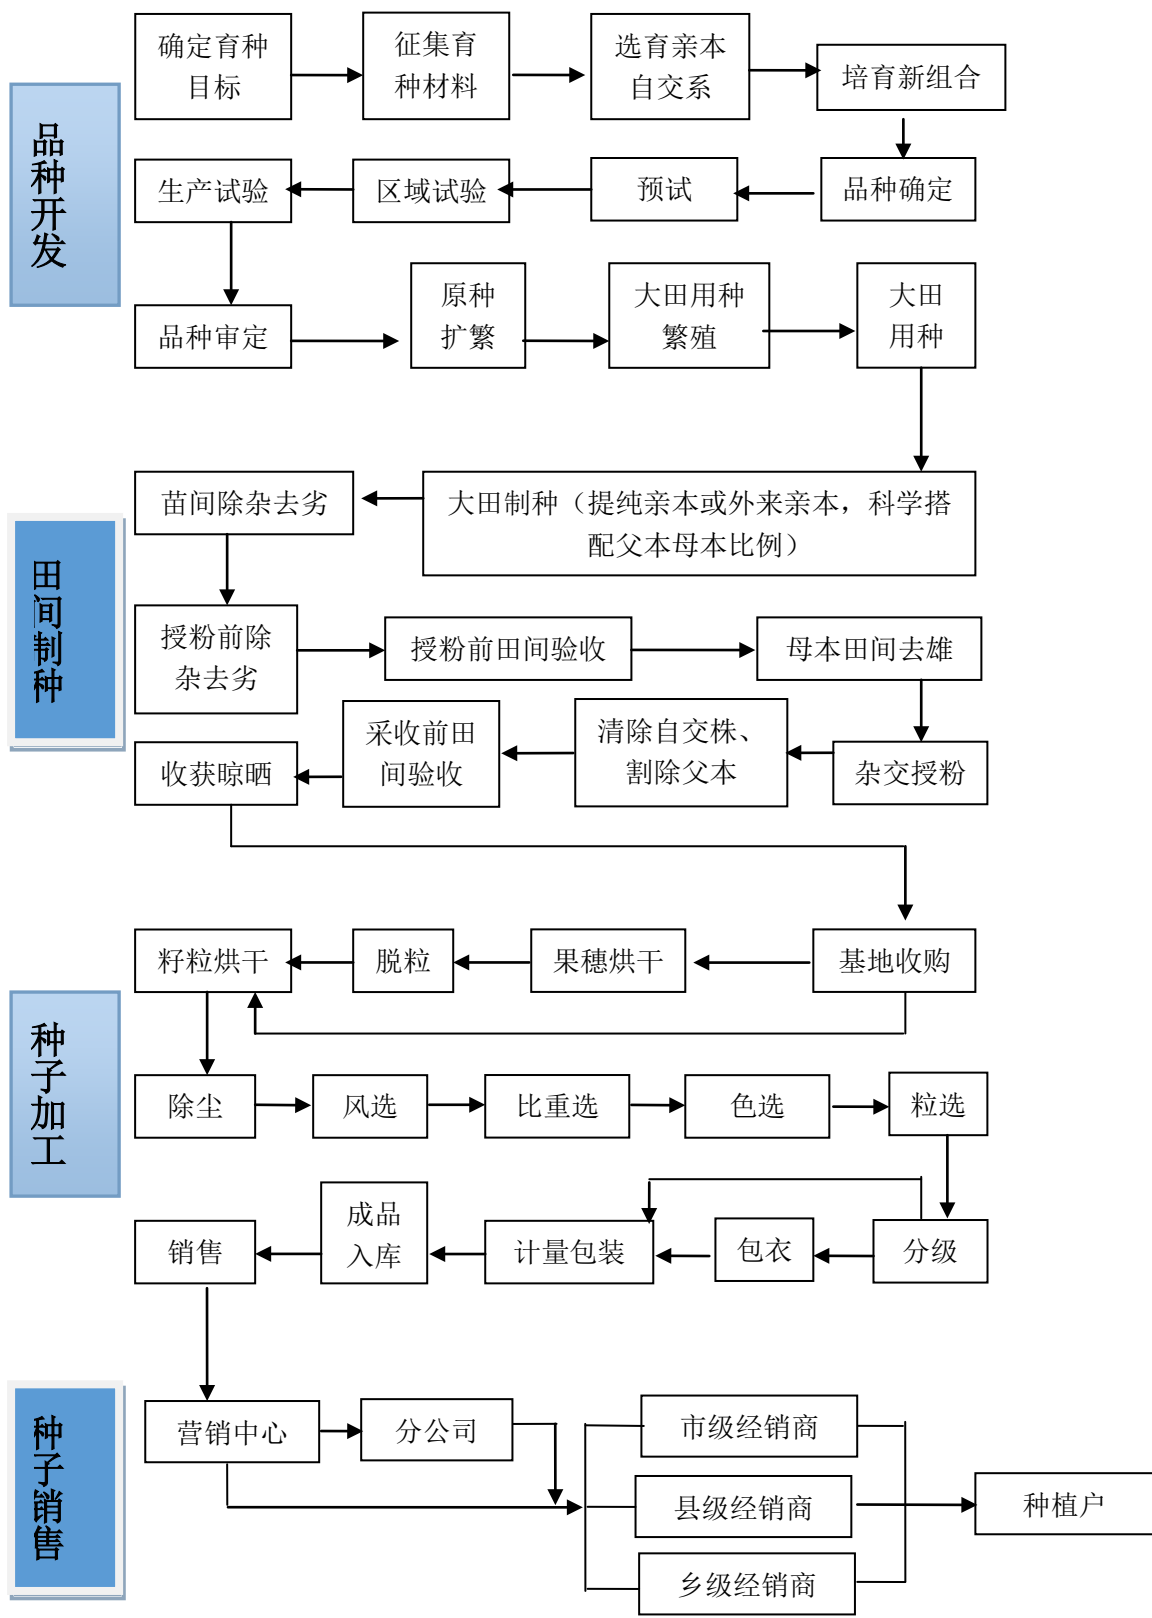 品种开发
确定育种
目标
征集育
种材料
选育亲本
自交系
培育新组合
生产试验
区域试验
预试
品种确定
品种审定
原种
扩繁
大田用种
繁殖
大田
用种
田间制种
苗间除杂去劣
大田制种（提纯亲本或外来亲本，科学搭
配父本母本比例）
授粉前除
杂去劣
授粉前田间验收
母本田间去雄
收获晾晒
采收前田
间验收
清除自交株、
割除父本
杂交授粉
种子加工
籽粒烘干
脱粒
果穗烘干
基地收购
除尘
风选
比重选
色选
粒选
销售
成品
入库
计量包装
包衣
分级
种子销售
营销中心
分公司
市级经销商
县级经销商
乡级经销商
种植户